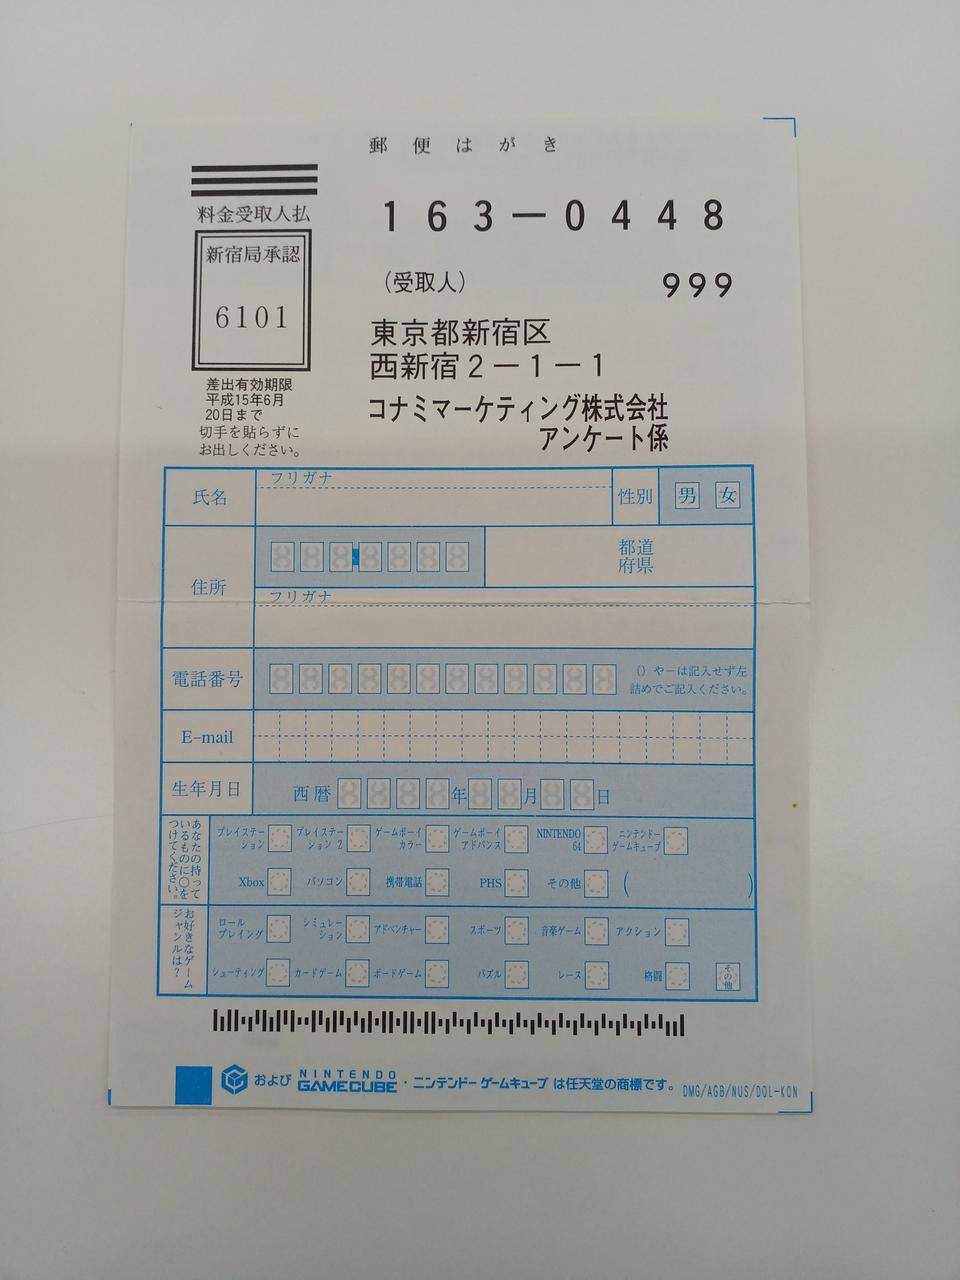 郵便はがき
料金受取人払
新宿局承認
6101
差出有効期限
平成15年6月
20日まで
切手を貼らずに
お出しください。
163-0448
(受取人)
999
東京都新宿区
西新宿2-1-1
コナミマーケティング株式会社
アンケート係
氏名
フリガナ
性別
男 女
住所
都道
府県
フリガナ
電話番号
()や-は記入せず左
詰めでご記入ください。
E-mail
生年月日
西暦 年 月 日
あなたの持って
いるものに○を
つけてください。
プレイステー
ション
プレイステー
ション 2
ゲームボーイ
カラー
ゲームボーイ
アドバンス
NINTENDO
64
ニンテンドー
ゲームキューブ
Xbox
パソコン
携帯電話
PHS
その他 ( )
お好きなゲーム
ジャンルは?
ロール
プレイング
シミュレー
ション
アドベンチャー
スポーツ
音楽ゲーム
アクション
シューティング
カードゲーム
ボードゲーム
パズル
レース
格闘
その他
および NINTENDO GAMECUBE・ニンテンドー ゲームキューブ は任天堂の商標です。
DMG/AGB/NUS/DOL-KON